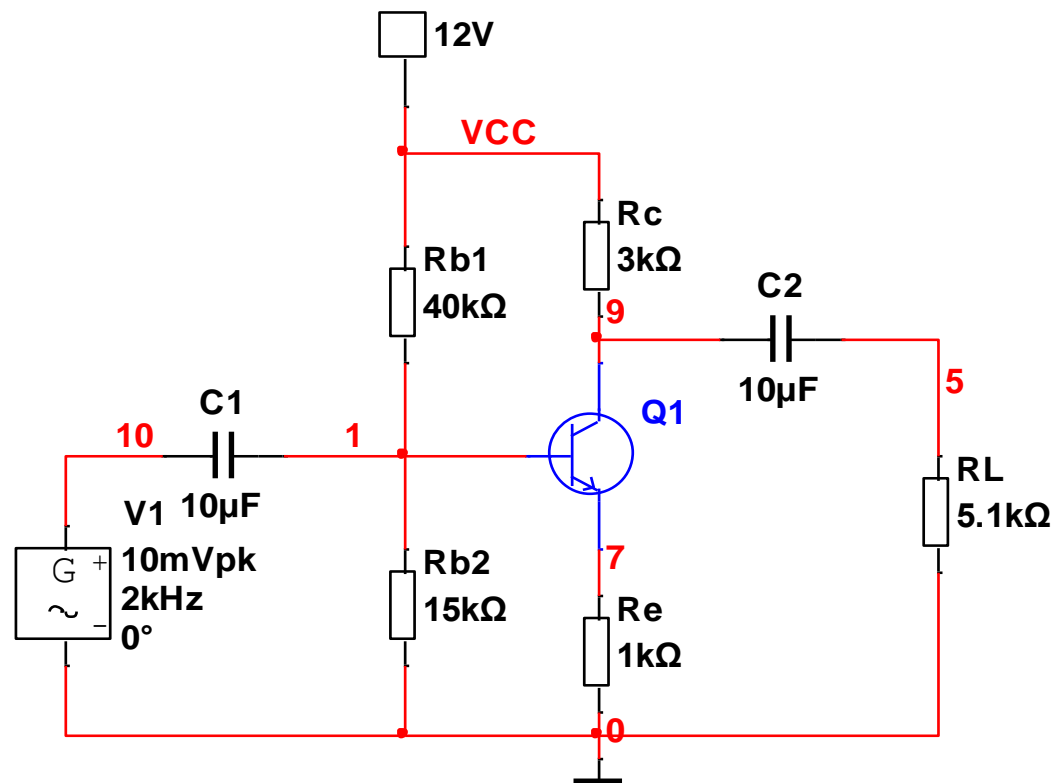 12V
VCC
Rc
3kΩ
Rb1
40kΩ
9
C2
10µF
5
C1
10
1
10µF
Q1
RL
5.1kΩ
V1
10mVpk
2kHz
0°
G
+
−
7
Rb2
15kΩ
Re
1kΩ
0